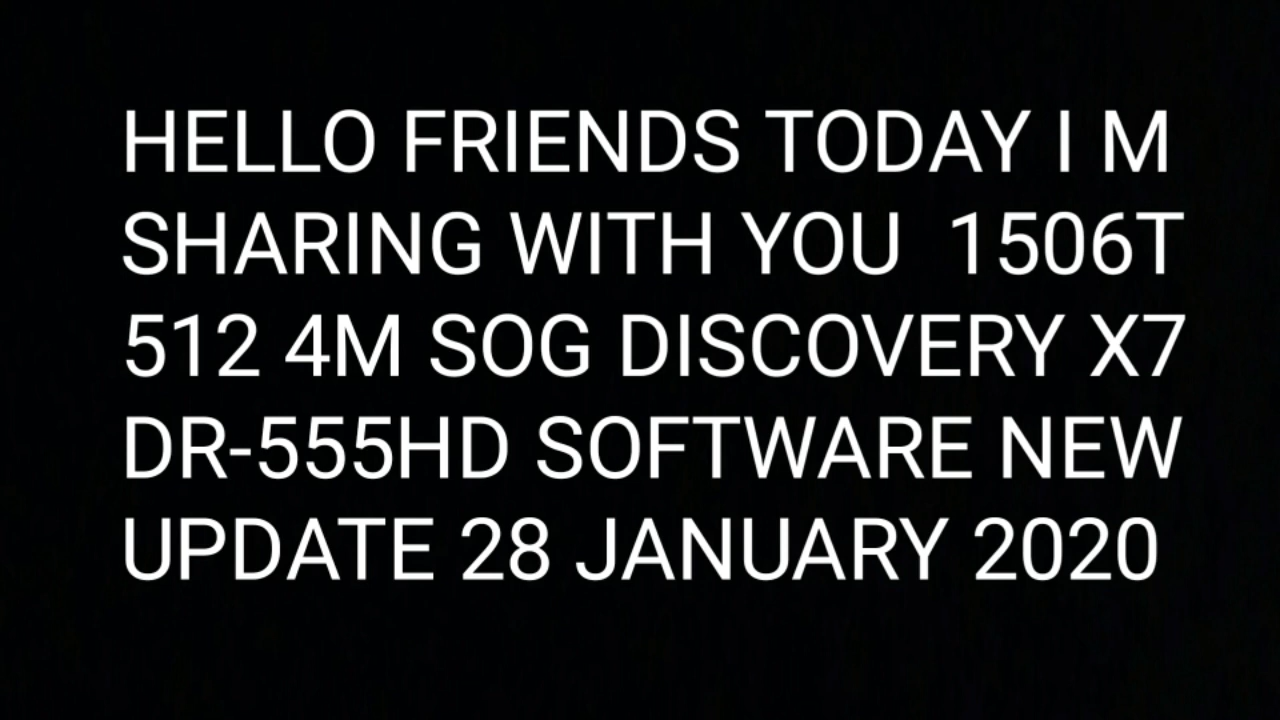 HELLO FRIENDS TODAY I M
SHARING WITH YOU  1506T
512 4M SOG DISCOVERY X7
DR-555HD SOFTWARE NEW
UPDATE 28 JANUARY 2020